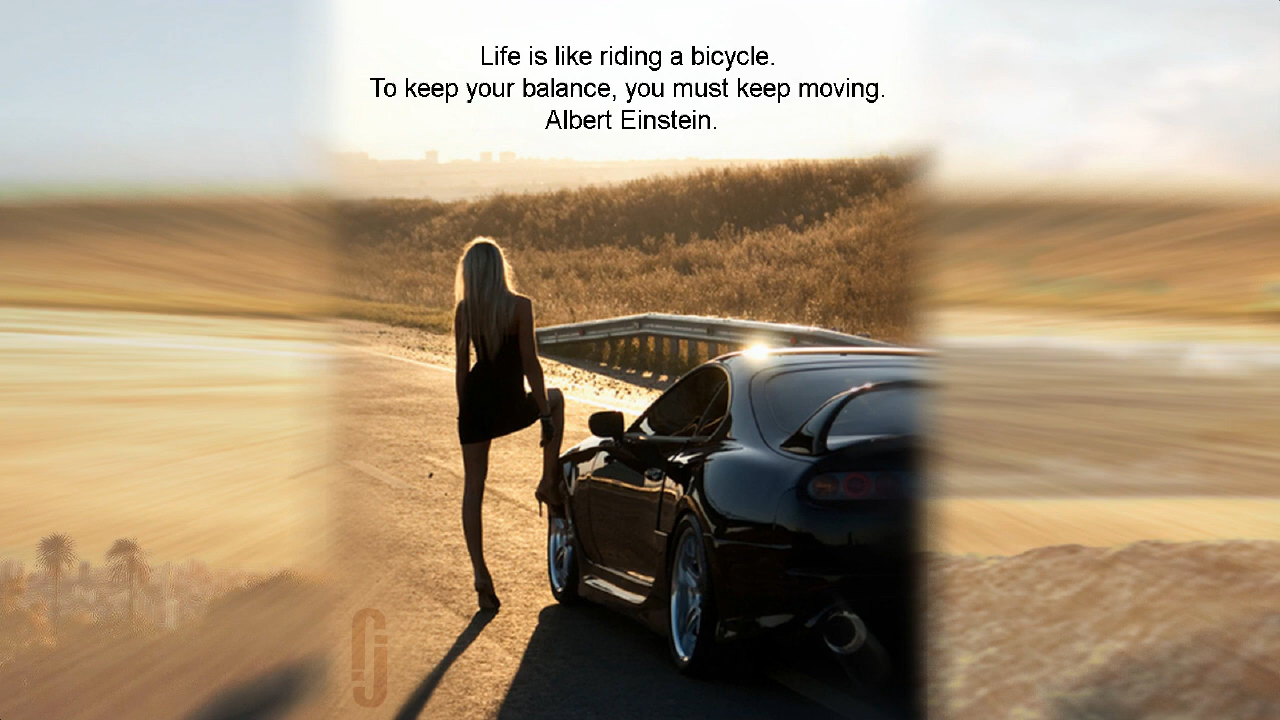 Life is like riding a bicycle.
To keep your balance, you must keep moving.
Albert Einstein.